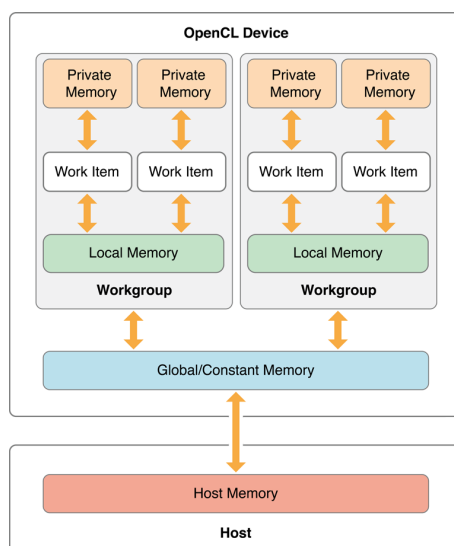 OpenCL Device
Private Memory
Private Memory
Private Memory
Private Memory
Work Item
Work Item
Work Item
Work Item
Local Memory
Local Memory
Workgroup
Workgroup
Global/Constant Memory
Host Memory
Host